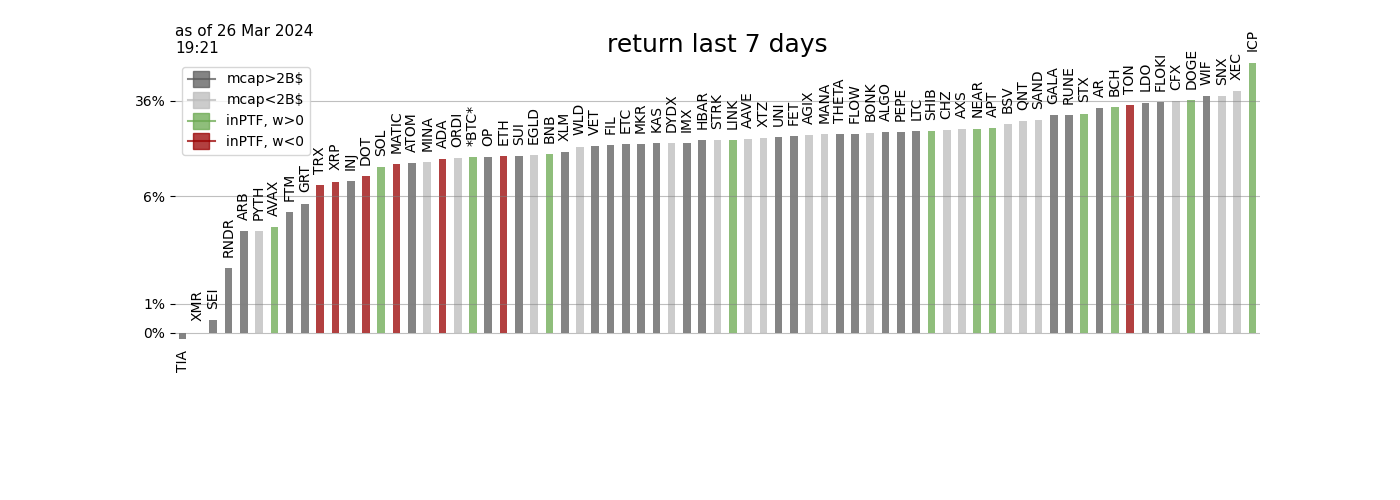 as of 26 Mar 2024
19:21
return last 7 days
mcap>2B$
mcap<2B$
inPTF, w>0
inPTF, w<0
36%
6%
1%
0%
TIA
XMR
SEI
RNDR
ARB
PYTH
AVAX
FTM
GRT
TRX
XRP
INJ
DOT
SOL
MATIC
ATOM
MINA
ADA
ORDI
*BTC*
OP
ETH
SUI
EGLD
BNB
XLM
WLD
VET
FIL
ETC
MKR
KAS
DYDX
IMX
HBAR
STRK
LINK
AAVE
XTZ
UNI
FET
AGIX
MANA
THETA
FLOW
BONK
ALGO
PEPE
LTC
SHIB
CHZ
AXS
NEAR
APT
BSV
QNT
SAND
GALA
RUNE
STX
AR
BCH
TON
LDO
FLOKI
CFX
DOGE
WIF
SNX
XEC
ICP